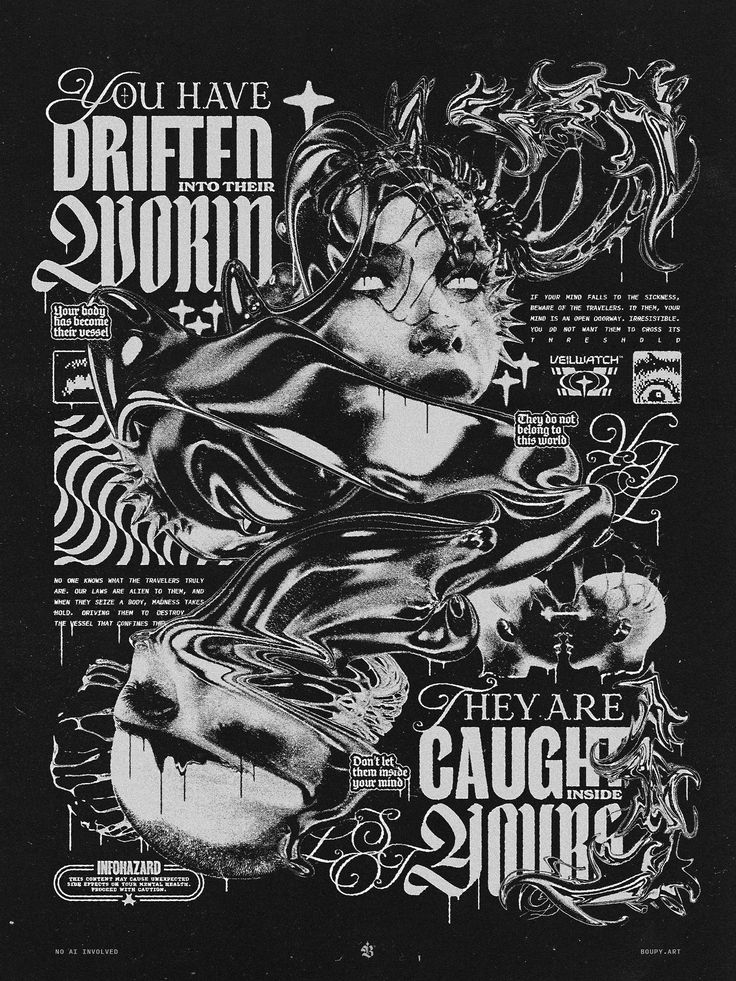 YOU HAVE
DRIFTED
INTO THEIR
WORLD
Your body
has become
their vessel
IF YOUR MIND FALLS TO THE SICKNESS,
BEWARE OF THE TRAVELERS. TO THEM, YOUR
MIND IS AN OPEN DOORWAY. IRRESISTIBLE.
YOU DO NOT WANT THEM TO CROSS ITS
THRESHOLD
VEILWATCH™
They do not
belong to
this world
NO ONE KNOWS WHAT THE TRAVELERS TRULY
ARE. OUR LAWS ARE ALIEN TO THEM, AND
WHEN THEY SEIZE A BODY, MADNESS TAKES
HOLD. DRIVING THEM TO DESTROY
THE VESSEL THAT CONFINES THE
THEY ARE
CAUGHT
INSIDE
YOURS
Don't let
them inside
your mind
LOST
INFOHAZARD
THIS CONTENT MAY CAUSE UNEXPECTED
SIDE EFFECTS ON YOUR MENTAL HEALTH.
PROCEED WITH CAUTION.
NO AI INVOLVED
B
BOUPY.ART